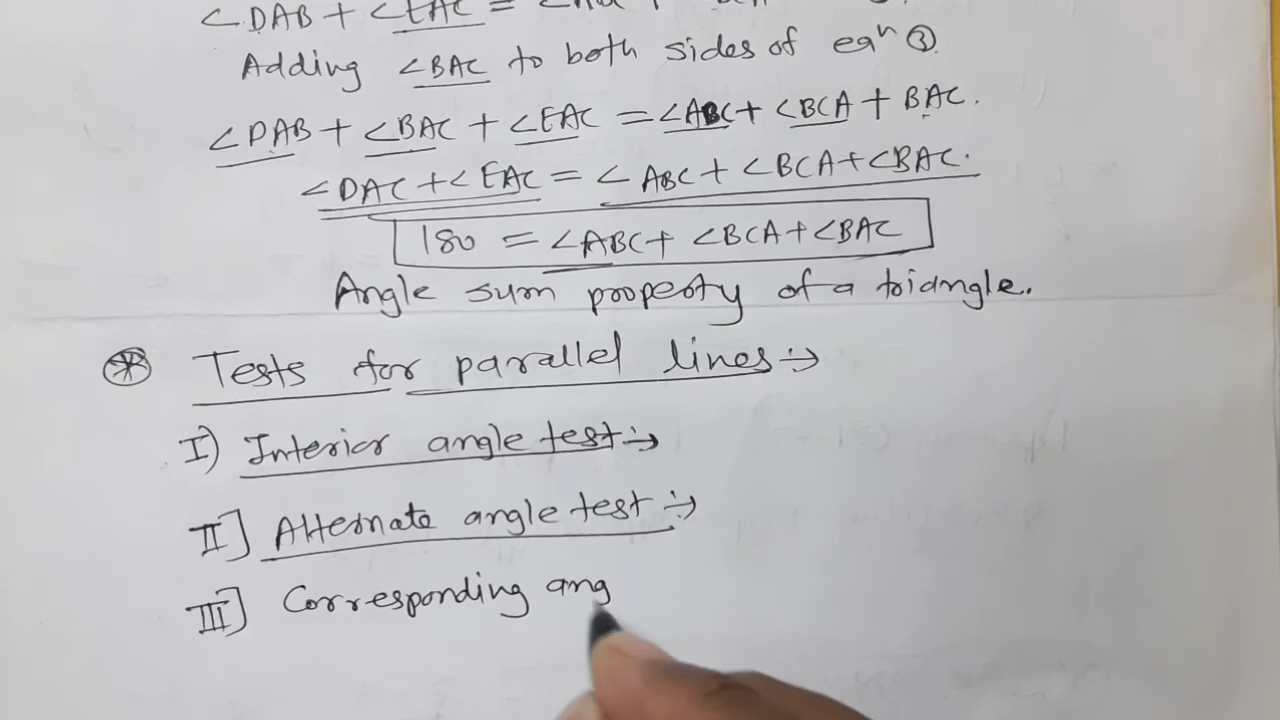 ∠DAB + ∠EAC =
Adding ∠BAC to both sides of eqⁿ ③
∠DAB + ∠BAC + ∠EAC = ∠ABC + ∠BCA + BAC.
∠DAC + ∠EAC = ∠ABC + ∠BCA + ∠BAC.
180 = ∠ABC + ∠BCA + ∠BAC
Angle sum property of a triangle.
Tests for parallel lines :→
I) Interior angle test :→
II] Alternate angle test :→
III] Corresponding ang